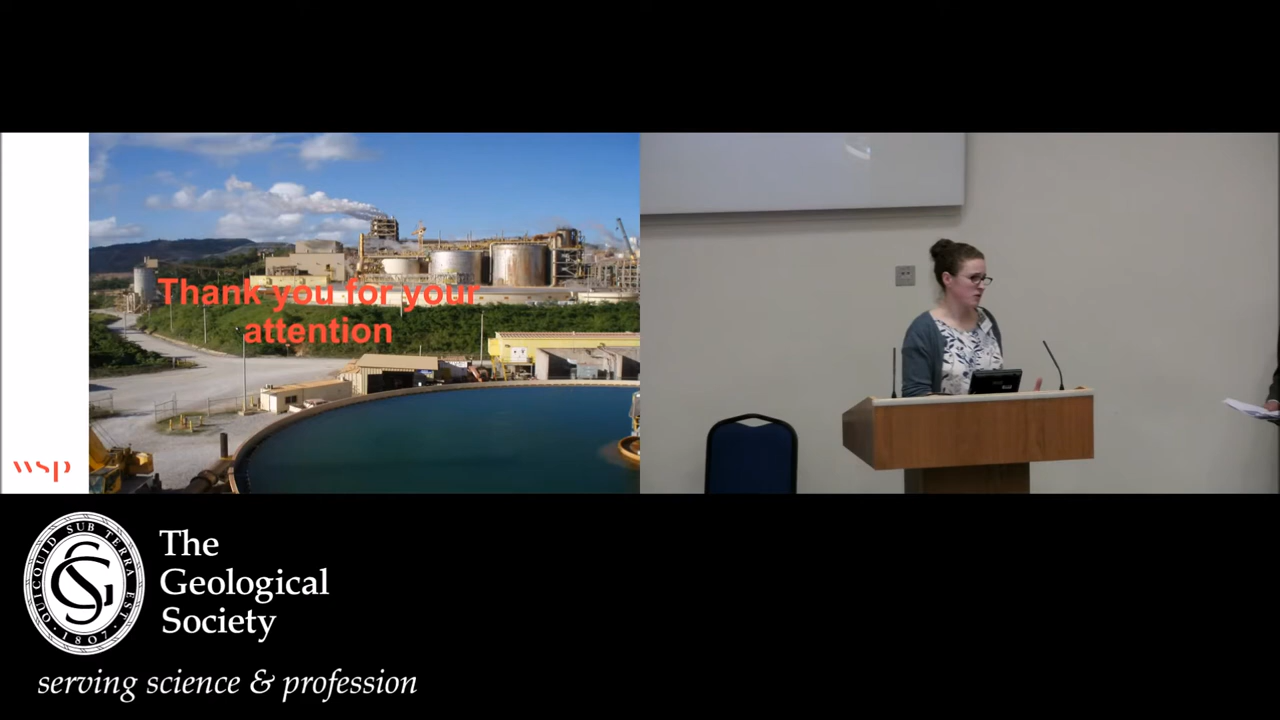 Thank you for your
attention
wsp
QUICQUID SUB TERRA EST
1807
The
Geological
Society
serving science & profession